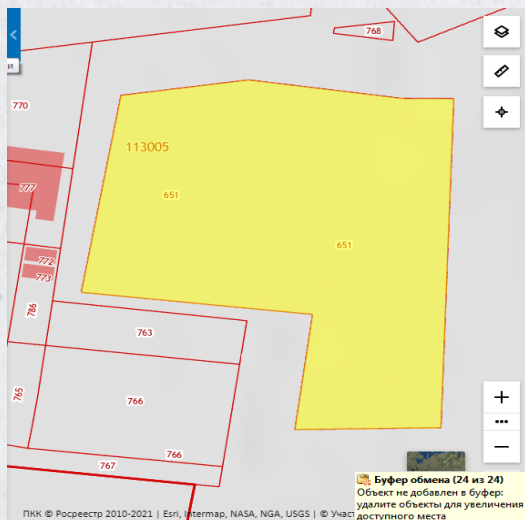 768
и
770
113005
777
651
651
772
773
786
763
765
766
766
767
Буфер обмена (24 из 24)
Объект не добавлен в буфер:
удалите объекты для увеличения
доступного места
ПКК © Росреестр 2010-2021 | Esri, Intermap, NASA, NGA, USGS | © Участ